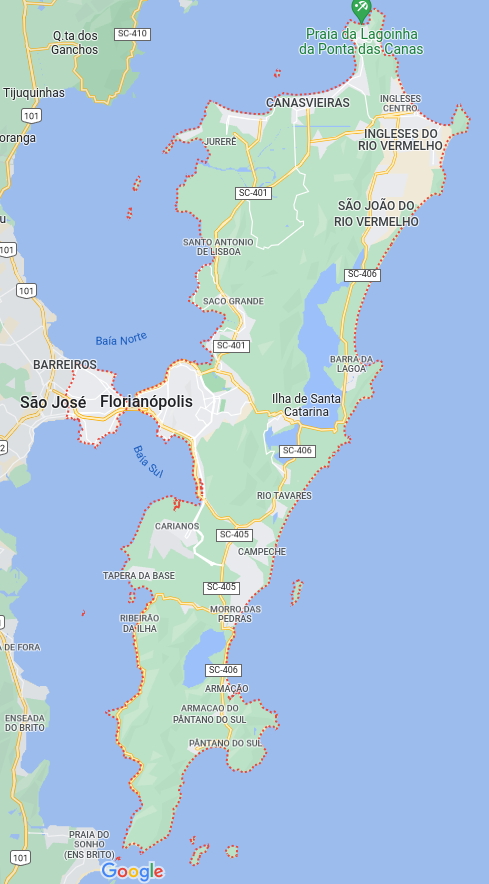 Praia da Lagoinha
da Ponta das Canas
Q.ta dos
Ganchos
SC-410
Tijuquinhas
101
oranga
CANASVIEIRAS
INGLESES
CENTRO
JURERÊ
INGLESES DO
RIO VERMELHO
SC-401
SÃO JOÃO DO
RIO VERMELHO
u
101
SANTO ANTONIO
DE LISBOA
SC-406
101
SACO GRANDE
Baía Norte
SC-401
BARREIROS
BARRA DA
LAGOA
São José
Florianópolis
Ilha de Santa
Catarina
2
SC-406
Baía Sul
RIO TAVARES
CARIANOS
SC-405
CAMPECHE
TAPERA DA BASE
SC-405
MORRO DAS
PEDRAS
RIBEIRÃO
DA ILHA
A DE FORA
SC-406
ARMAÇÃO
ARMACAO DO
PÂNTANO DO SUL
ENSEADA
DO BRITO
PÂNTANO DO SUL
PRAIA DO
SONHO
(ENS BRITO)
101
Google